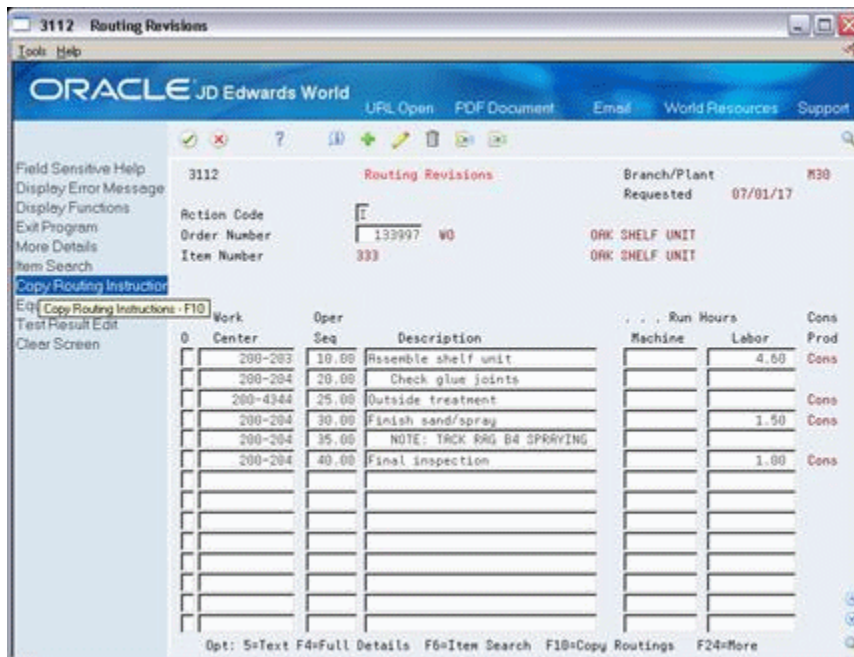 3112 Routing Revisions
Tools Help
ORACLE JD Edwards World
URL Open PDF Document Email World Resources Support
?
Field Sensitive Help
Display Error Message
Display Functions
Exit Program
More Details
Item Search
Copy Routing Instruction
Copy Routing Instructions - F10
Test Result Edit
Clear Screen
3112 Routing Revisions Branch/Plant M30
Requested 07/01/17
Action Code I
Order Number 133997 WO OAK SHELF UNIT
Item Number 333 OAK SHELF UNIT
Work Oper . . . Run Hours Cons
O Center Seq Description Machine Labor Prod
200-203 10.00 Assemble shelf unit 4.60 Cons
200-204 20.00 Check glue joints
200-4344 25.00 Outside treatment Cons
200-204 30.00 Finish sand/spray 1.50 Cons
200-204 35.00 NOTE: TACK RAG B4 SPRAYING
200-204 40.00 Final inspection 1.00 Cons
Opt: 5=Text F4=Full Details F6=Item Search F10=Copy Routings F24=More